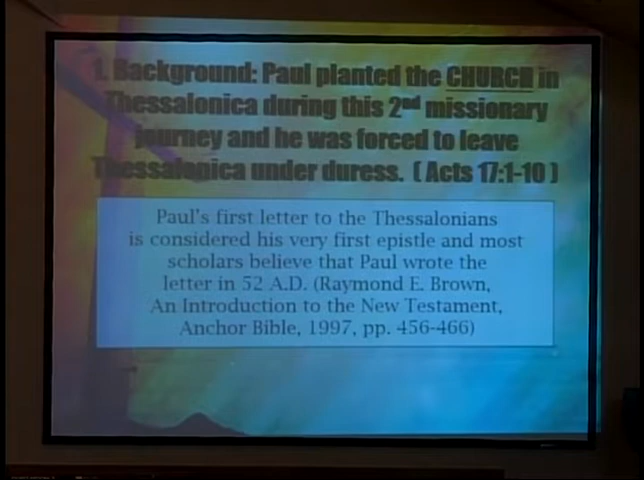 1. Background: Paul planted the CHURCH in
Thessalonica during this 2nd missionary
journey and he was forced to leave
Thessalonica under duress. (Acts 17:1-10)
Paul's first letter to the Thessalonians
is considered his very first epistle and most
scholars believe that Paul wrote the
letter in 52 A.D. (Raymond E. Brown,
An Introduction to the New Testament,
Anchor Bible, 1997, pp. 456-466)